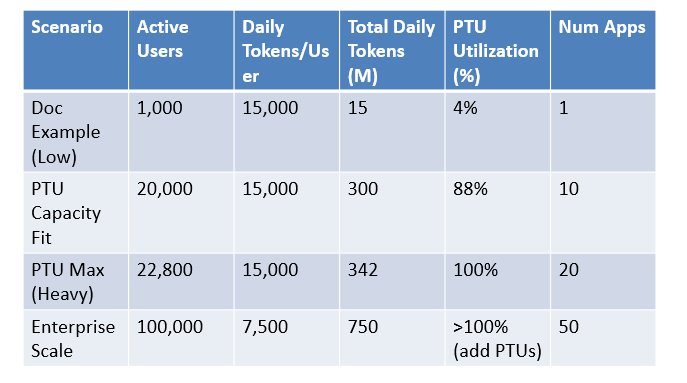 Scenario Active Users Daily Tokens/User Total Daily Tokens (M) PTU Utilization (%) Num Apps
Doc Example (Low) 1,000 15,000 15 4% 1
PTU Capacity Fit 20,000 15,000 300 88% 10
PTU Max (Heavy) 22,800 15,000 342 100% 20
Enterprise Scale 100,000 7,500 750 >100% (add PTUs) 50